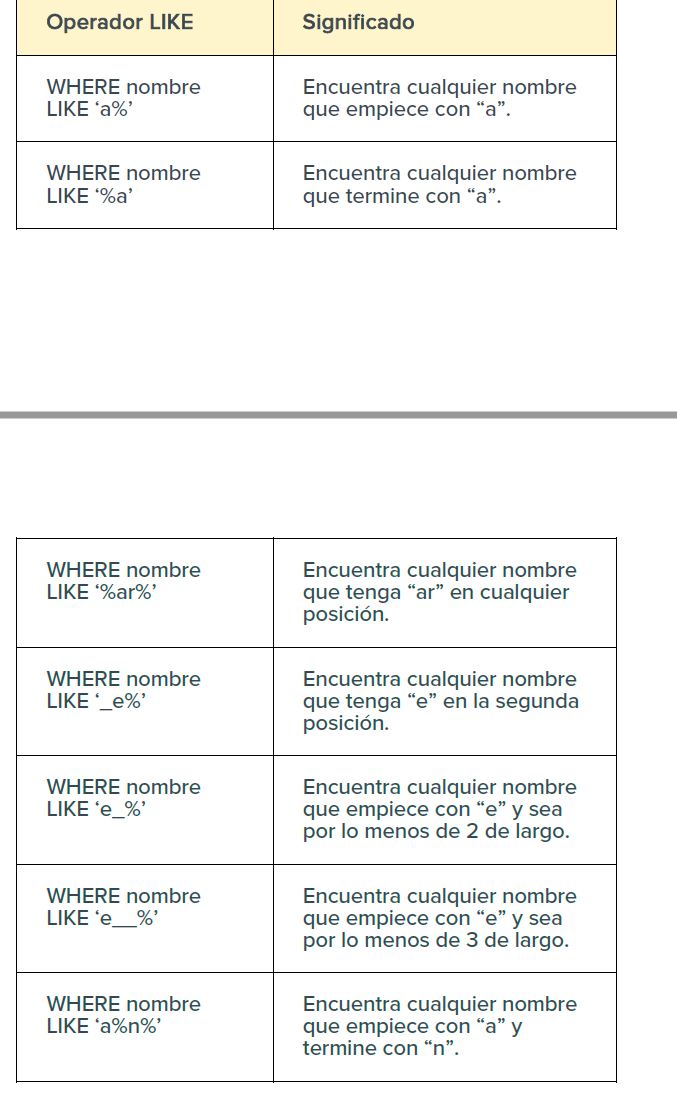 Operador LIKE
Significado
WHERE nombre
LIKE ‘a%’
Encuentra cualquier nombre
que empiece con “a”.
WHERE nombre
LIKE ‘%a’
Encuentra cualquier nombre
que termine con “a”.
WHERE nombre
LIKE ‘%ar%’
Encuentra cualquier nombre
que tenga “ar” en cualquier
posición.
WHERE nombre
LIKE ‘_e%’
Encuentra cualquier nombre
que tenga “e” en la segunda
posición.
WHERE nombre
LIKE ‘e_%’
Encuentra cualquier nombre
que empiece con “e” y sea
por lo menos de 2 de largo.
WHERE nombre
LIKE ‘e__%’
Encuentra cualquier nombre
que empiece con “e” y sea
por lo menos de 3 de largo.
WHERE nombre
LIKE ‘a%n%’
Encuentra cualquier nombre
que empiece con “a” y
termine con “n”.